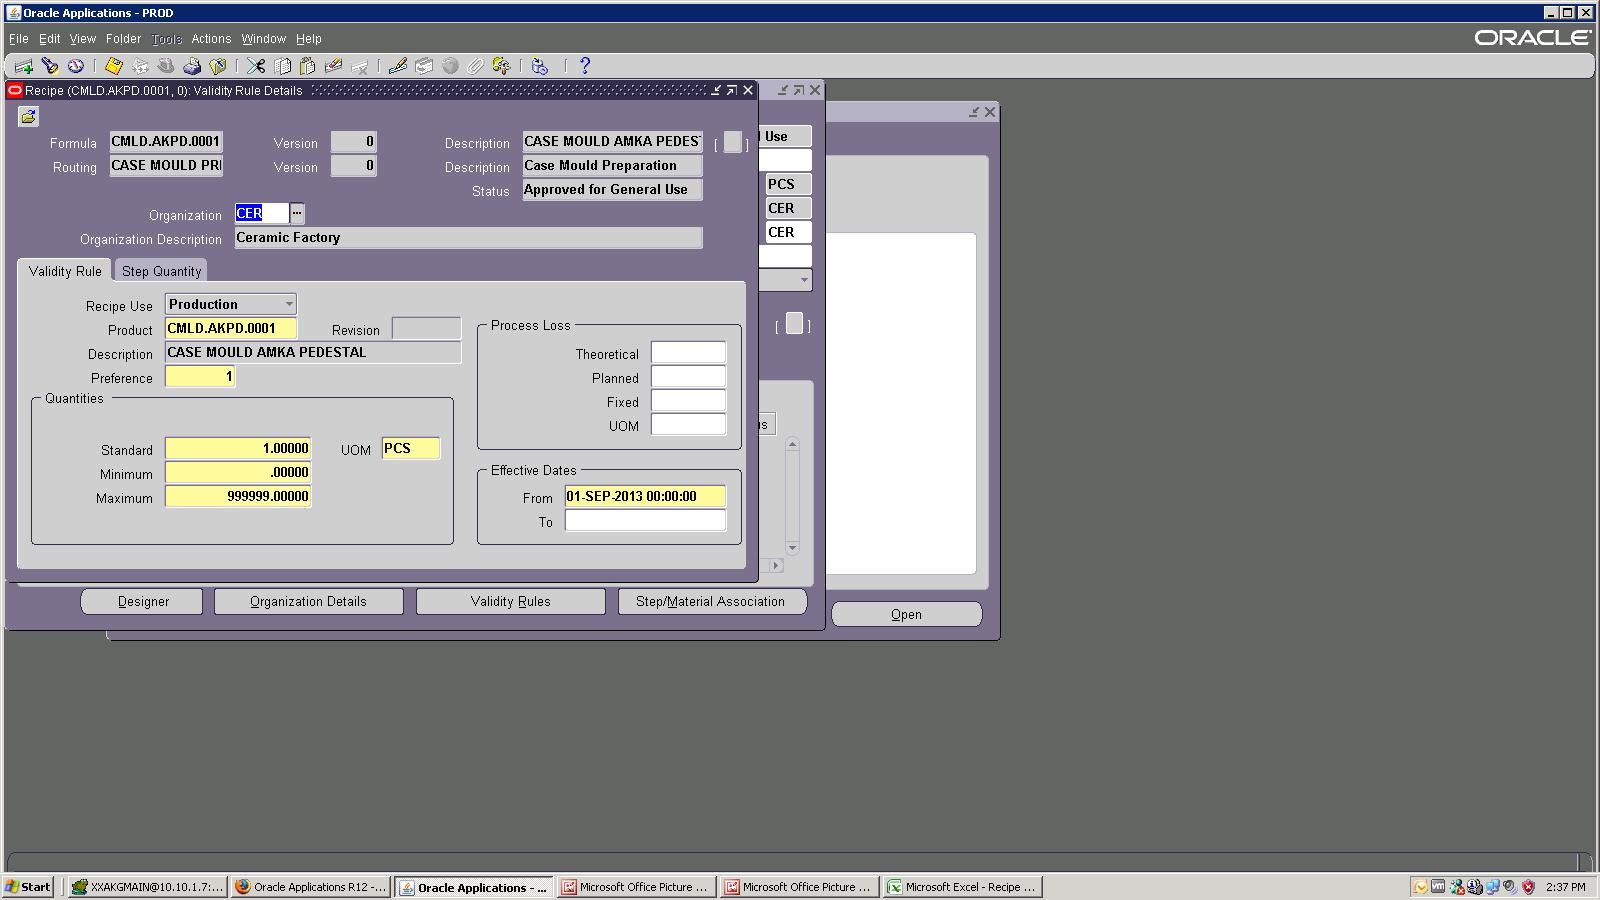 Oracle Applications - PROD
File Edit View Folder Tools Actions Window Help
ORACLE
Recipe (CMLD.AKPD.0001, 0): Validity Rule Details
Formula CMLD.AKPD.0001 Version 0 Description CASE MOULD AMKA PEDES [ ]
Routing CASE MOULD PR Version 0 Description Case Mould Preparation
Status Approved for General Use
Organization CER ...
Organization Description Ceramic Factory
Use
PCS
CER
CER
[ ]
Validity Rule Step Quantity
Recipe Use Production
Product CMLD.AKPD.0001 Revision
Description CASE MOULD AMKA PEDESTAL
Preference 1
Quantities
Standard 1.00000 UOM PCS
Minimum .00000
Maximum 999999.00000
Process Loss
Theoretical
Planned
Fixed
UOM
Effective Dates
From 01-SEP-2013 00:00:00
To
Designer Organization Details Validity Rules Step/Material Association
Open
Start XXAKGMAIN@10.10.1.7:... Oracle Applications R12 -... Oracle Applications - ... Microsoft Office Picture ... Microsoft Office Picture ... Microsoft Excel - Recipe ... 2:37 PM